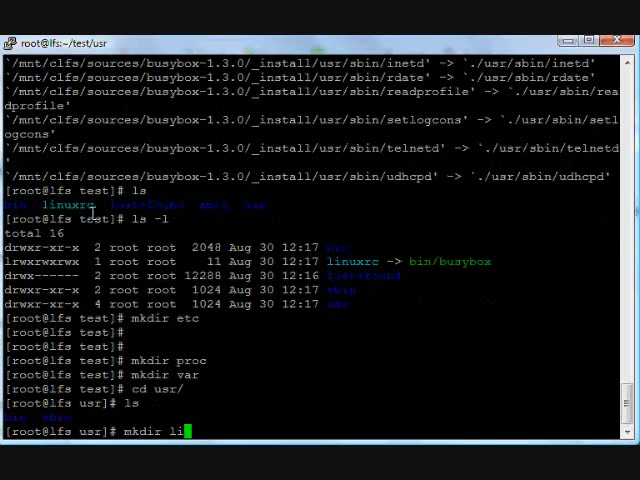 root@lfs:~/test/usr
`/mnt/clfs/sources/busybox-1.3.0/_install/usr/sbin/inetd' -> `./usr/sbin/inetd'
`/mnt/clfs/sources/busybox-1.3.0/_install/usr/sbin/rdate' -> `./usr/sbin/rdate'
`/mnt/clfs/sources/busybox-1.3.0/_install/usr/sbin/readprofile' -> `./usr/sbin/rea
dprofile'
`/mnt/clfs/sources/busybox-1.3.0/_install/usr/sbin/setlogcons' -> `./usr/sbin/setl
ogcons'
`/mnt/clfs/sources/busybox-1.3.0/_install/usr/sbin/telnetd' -> `./usr/sbin/telnetd
'
`/mnt/clfs/sources/busybox-1.3.0/_install/usr/sbin/udhcpd' -> `./usr/sbin/udhcpd'
[root@lfs test]# ls
bin linuxrc lost+found sbin usr
[root@lfs test]# ls -l
total 16
drwxr-xr-x 2 root root 2048 Aug 30 12:17 bin
lrwxrwxrwx 1 root root 11 Aug 30 12:17 linuxrc -> bin/busybox
drwx------ 2 root root 12288 Aug 30 12:16 lost+found
drwxr-xr-x 2 root root 1024 Aug 30 12:17 sbin
drwxr-xr-x 4 root root 1024 Aug 30 12:17 usr
[root@lfs test]# mkdir etc
[root@lfs test]#
[root@lfs test]#
[root@lfs test]# mkdir proc
[root@lfs test]# mkdir var
[root@lfs test]# cd usr/
[root@lfs usr]# ls
bin sbin
[root@lfs usr]# mkdir li